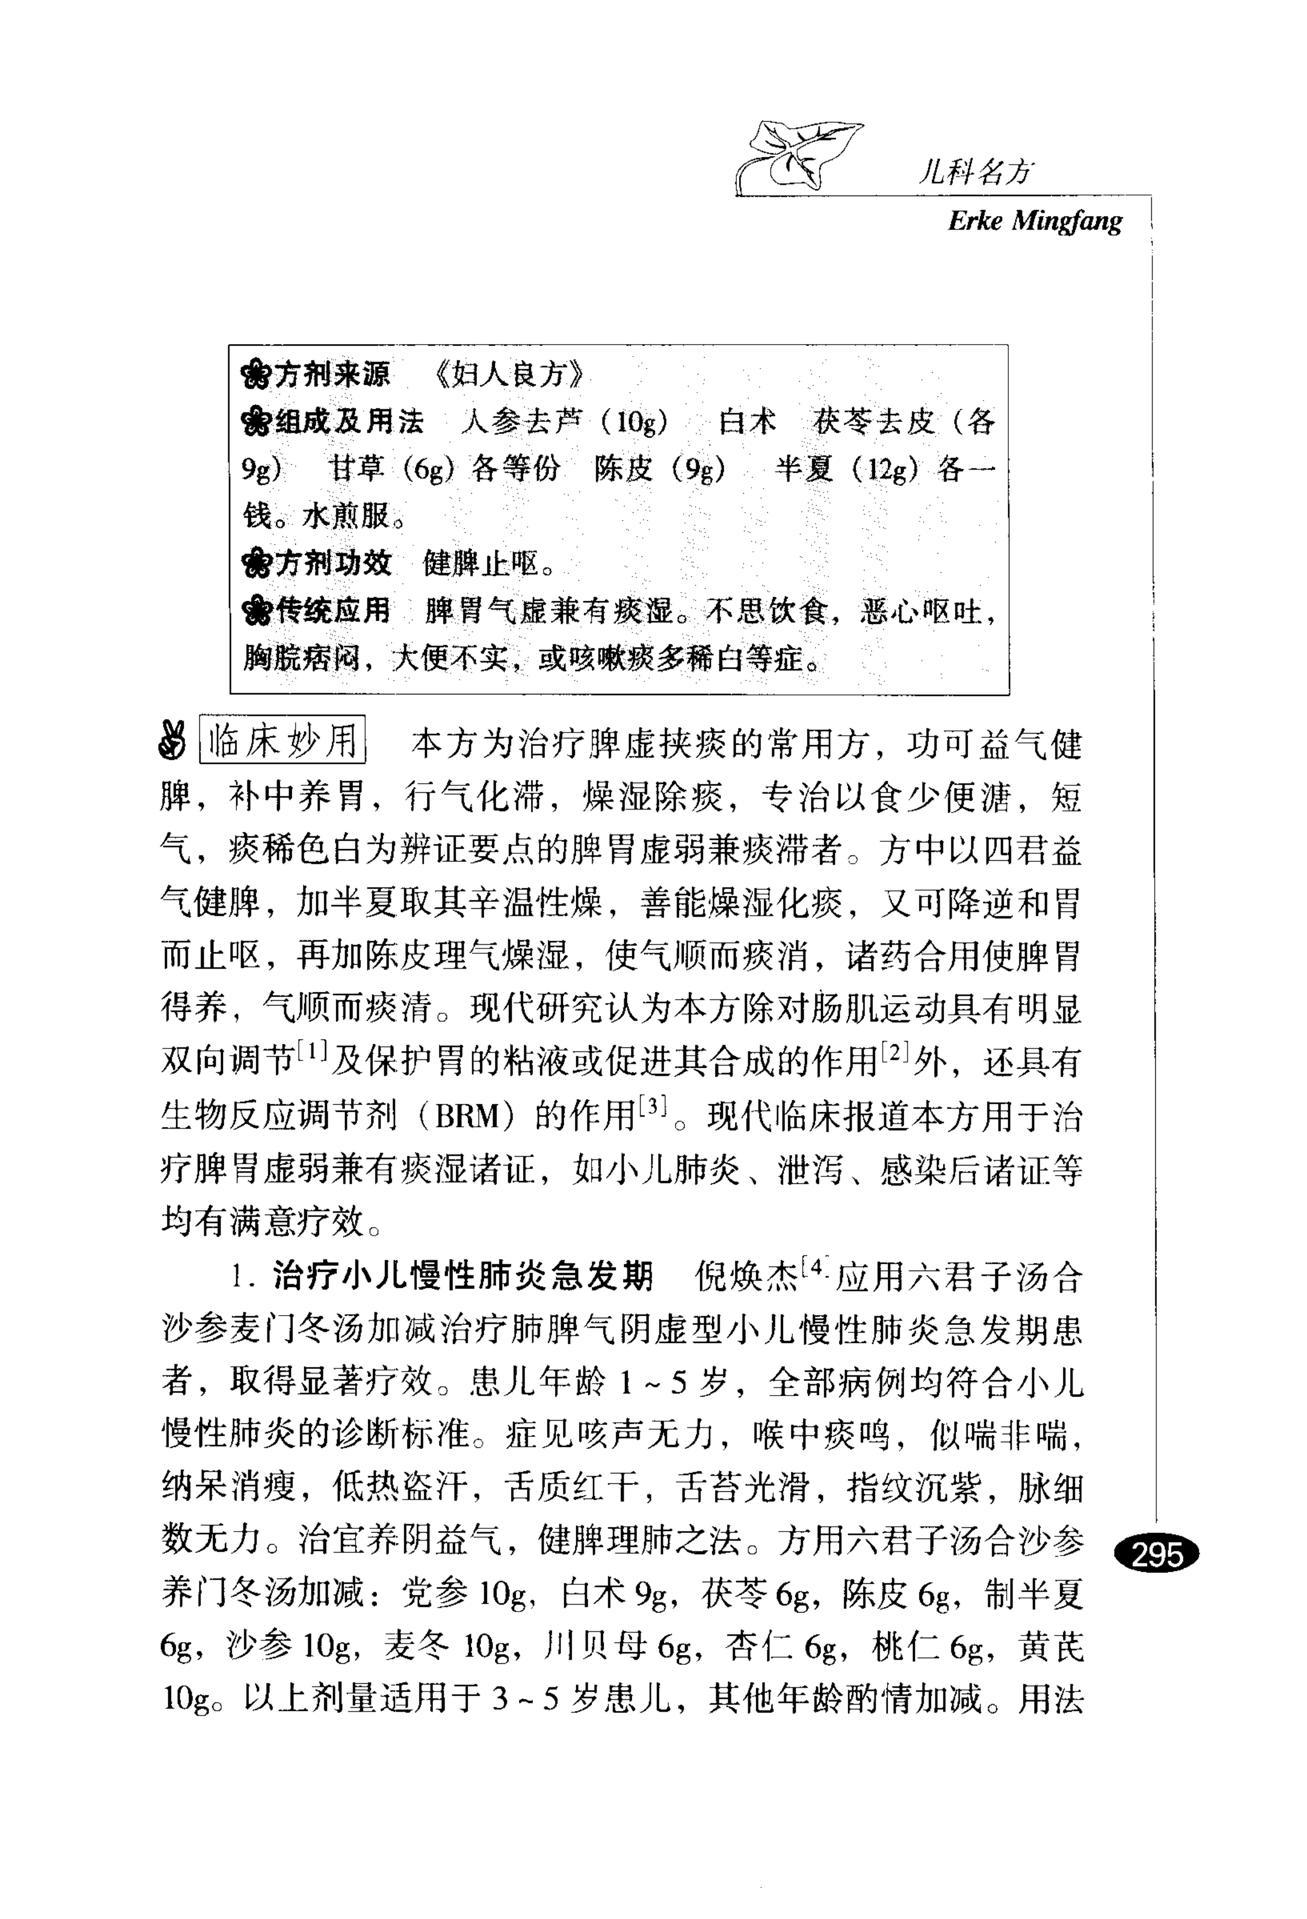 儿科名方
Erke Mingfang
方剂来源 《妇人良方》
组成及用法 人参去芦（10g） 白术 茯苓去皮（各
9g） 甘草（6g）各等份 陈皮（9g） 半夏（12g）各一
钱。水煎服。
方剂功效 健脾止呕。
传统应用 脾胃气虚兼有痰湿。不思饮食，恶心呕吐，
胸脘痞闷，大便不实，或咳嗽痰多稀白等症。
临床妙用 本方为治疗脾虚挟痰的常用方，功可益气健
脾，补中养胃，行气化滞，燥湿除痰，专治以食少便溏，短
气，痰稀色白为辨证要点的脾胃虚弱兼痰滞者。方中以四君益
气健脾，加半夏取其辛温性燥，善能燥湿化痰，又可降逆和胃
而止呕，再加陈皮理气燥湿，使气顺而痰消，诸药合用使脾胃
得养，气顺而痰清。现代研究认为本方除对肠肌运动具有明显
双向调节[1]及保护胃的粘液或促进其合成的作用[2]外，还具有
生物反应调节剂（BRM）的作用[3]。现代临床报道本方用于治
疗脾胃虚弱兼有痰湿诸证，如小儿肺炎、泄泻、感染后诸证等
均有满意疗效。
1. 治疗小儿慢性肺炎急发期 倪焕杰[4]应用六君子汤合
沙参麦门冬汤加减治疗肺脾气阴虚型小儿慢性肺炎急发期患
者，取得显著疗效。患儿年龄 1～5 岁，全部病例均符合小儿
慢性肺炎的诊断标准。症见咳声无力，喉中痰鸣，似喘非喘，
纳呆消瘦，低热盗汗，舌质红干，舌苔光滑，指纹沉紫，脉细
数无力。治宜养阴益气，健脾理肺之法。方用六君子汤合沙参
养门冬汤加减：党参 10g，白术 9g，茯苓 6g，陈皮 6g，制半夏
6g，沙参 10g，麦冬 10g，川贝母 6g，杏仁 6g，桃仁 6g，黄芪
10g。以上剂量适用于 3～5 岁患儿，其他年龄酌情加减。用法
295